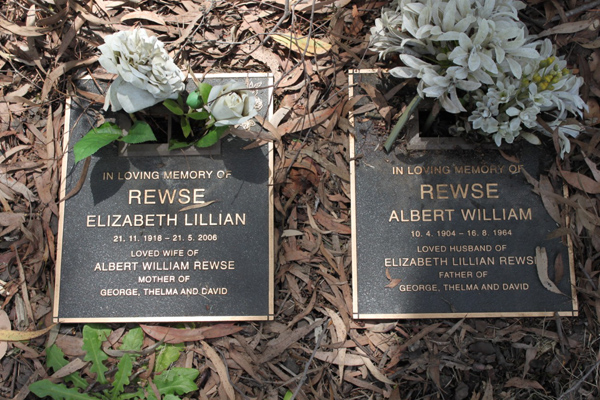 IN LOVING MEMORY OF
REWSE
ELIZABETH LILLIAN
21. 11. 1918 – 21. 5. 2006
LOVED WIFE OF
ALBERT WILLIAM REWSE
MOTHER OF
GEORGE, THELMA AND DAVID
IN LOVING MEMORY OF
REWSE
ALBERT WILLIAM
10. 4. 1904 – 16. 8. 1964
LOVED HUSBAND OF
ELIZABETH LILLIAN REWSE
FATHER OF
GEORGE, THELMA AND DAVID